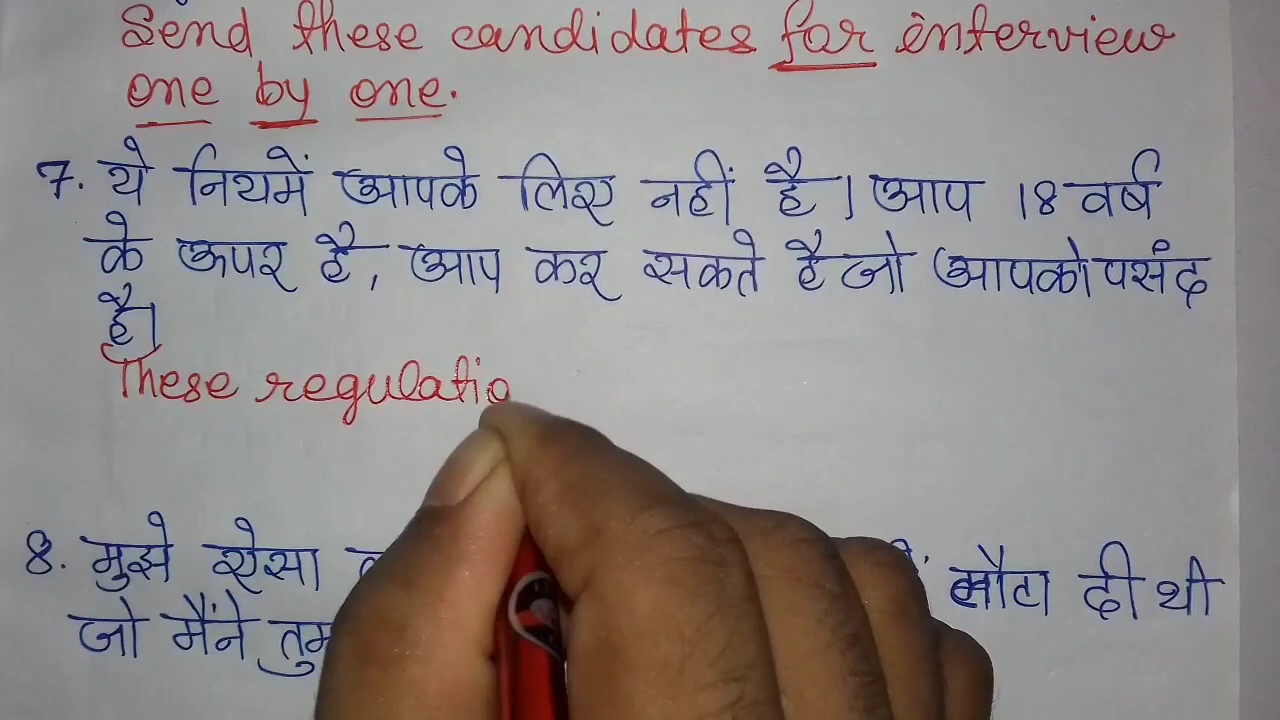 Send these candidates for interview
one by one.
7. ये नियमें आपके लिए नहीं है। आप 18 वर्ष
के ऊपर है, आप कर सकते है जो आपको पसंद
है।
These regulatio
8. मुझे ऐसा लौटा दी थी
जो मैंने तुम